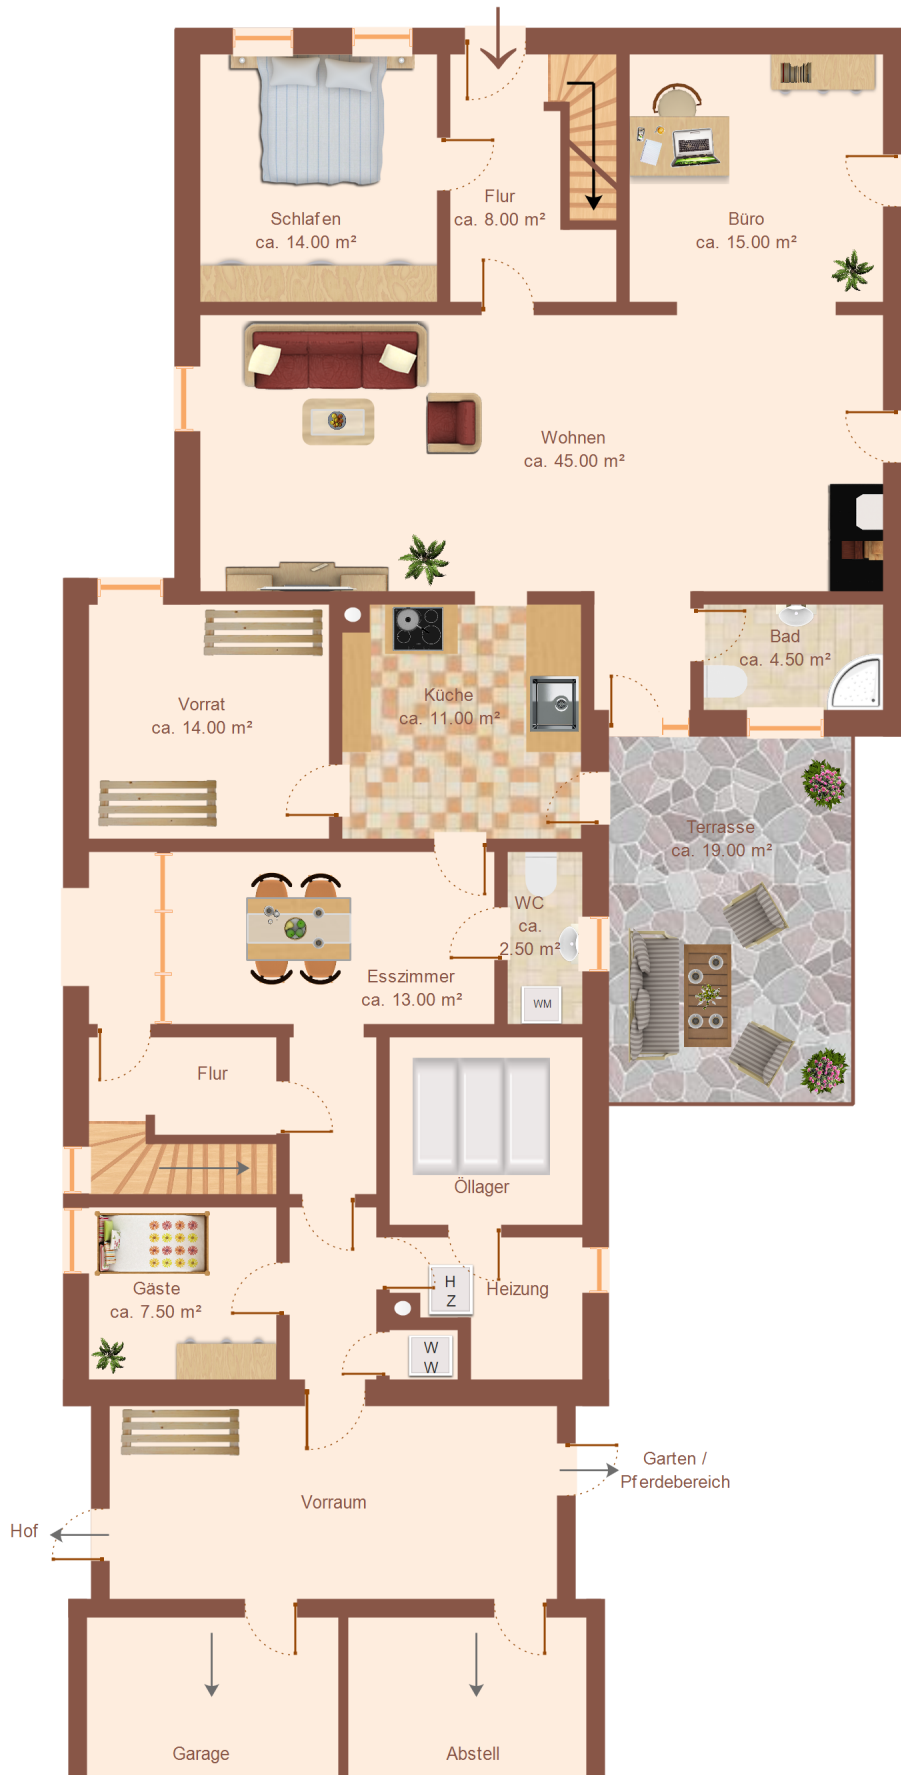 Schlafen
ca. 14.00 m²
Flur
ca. 8.00 m²
Büro
ca. 15.00 m²
Wohnen
ca. 45.00 m²
Bad
ca. 4.50 m²
Vorrat
ca. 14.00 m²
Küche
ca. 11.00 m²
Terrasse
ca. 19.00 m²
WC
ca.
2.50 m²
WM
Esszimmer
ca. 13.00 m²
Flur
Öllager
Gäste
ca. 7.50 m²
H
Z
Heizung
W
W
Garten /
Pferdebereich
Vorraum
Hof
Garage
Abstell